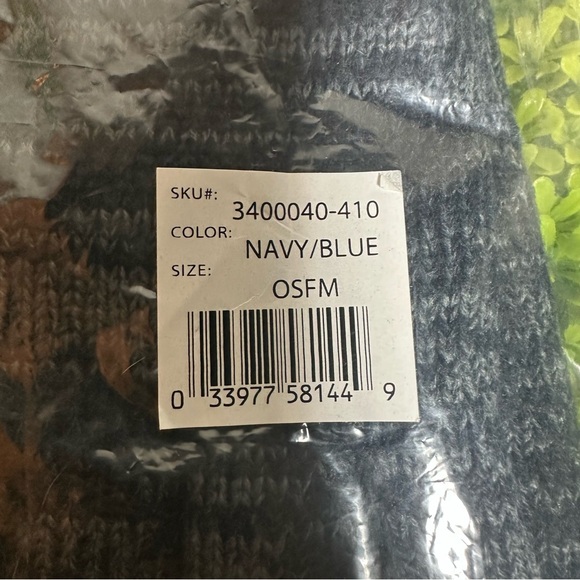 SKU#: 3400040-410
COLOR: NAVY/BLUE
SIZE: OSFM
0 33977 58144 9